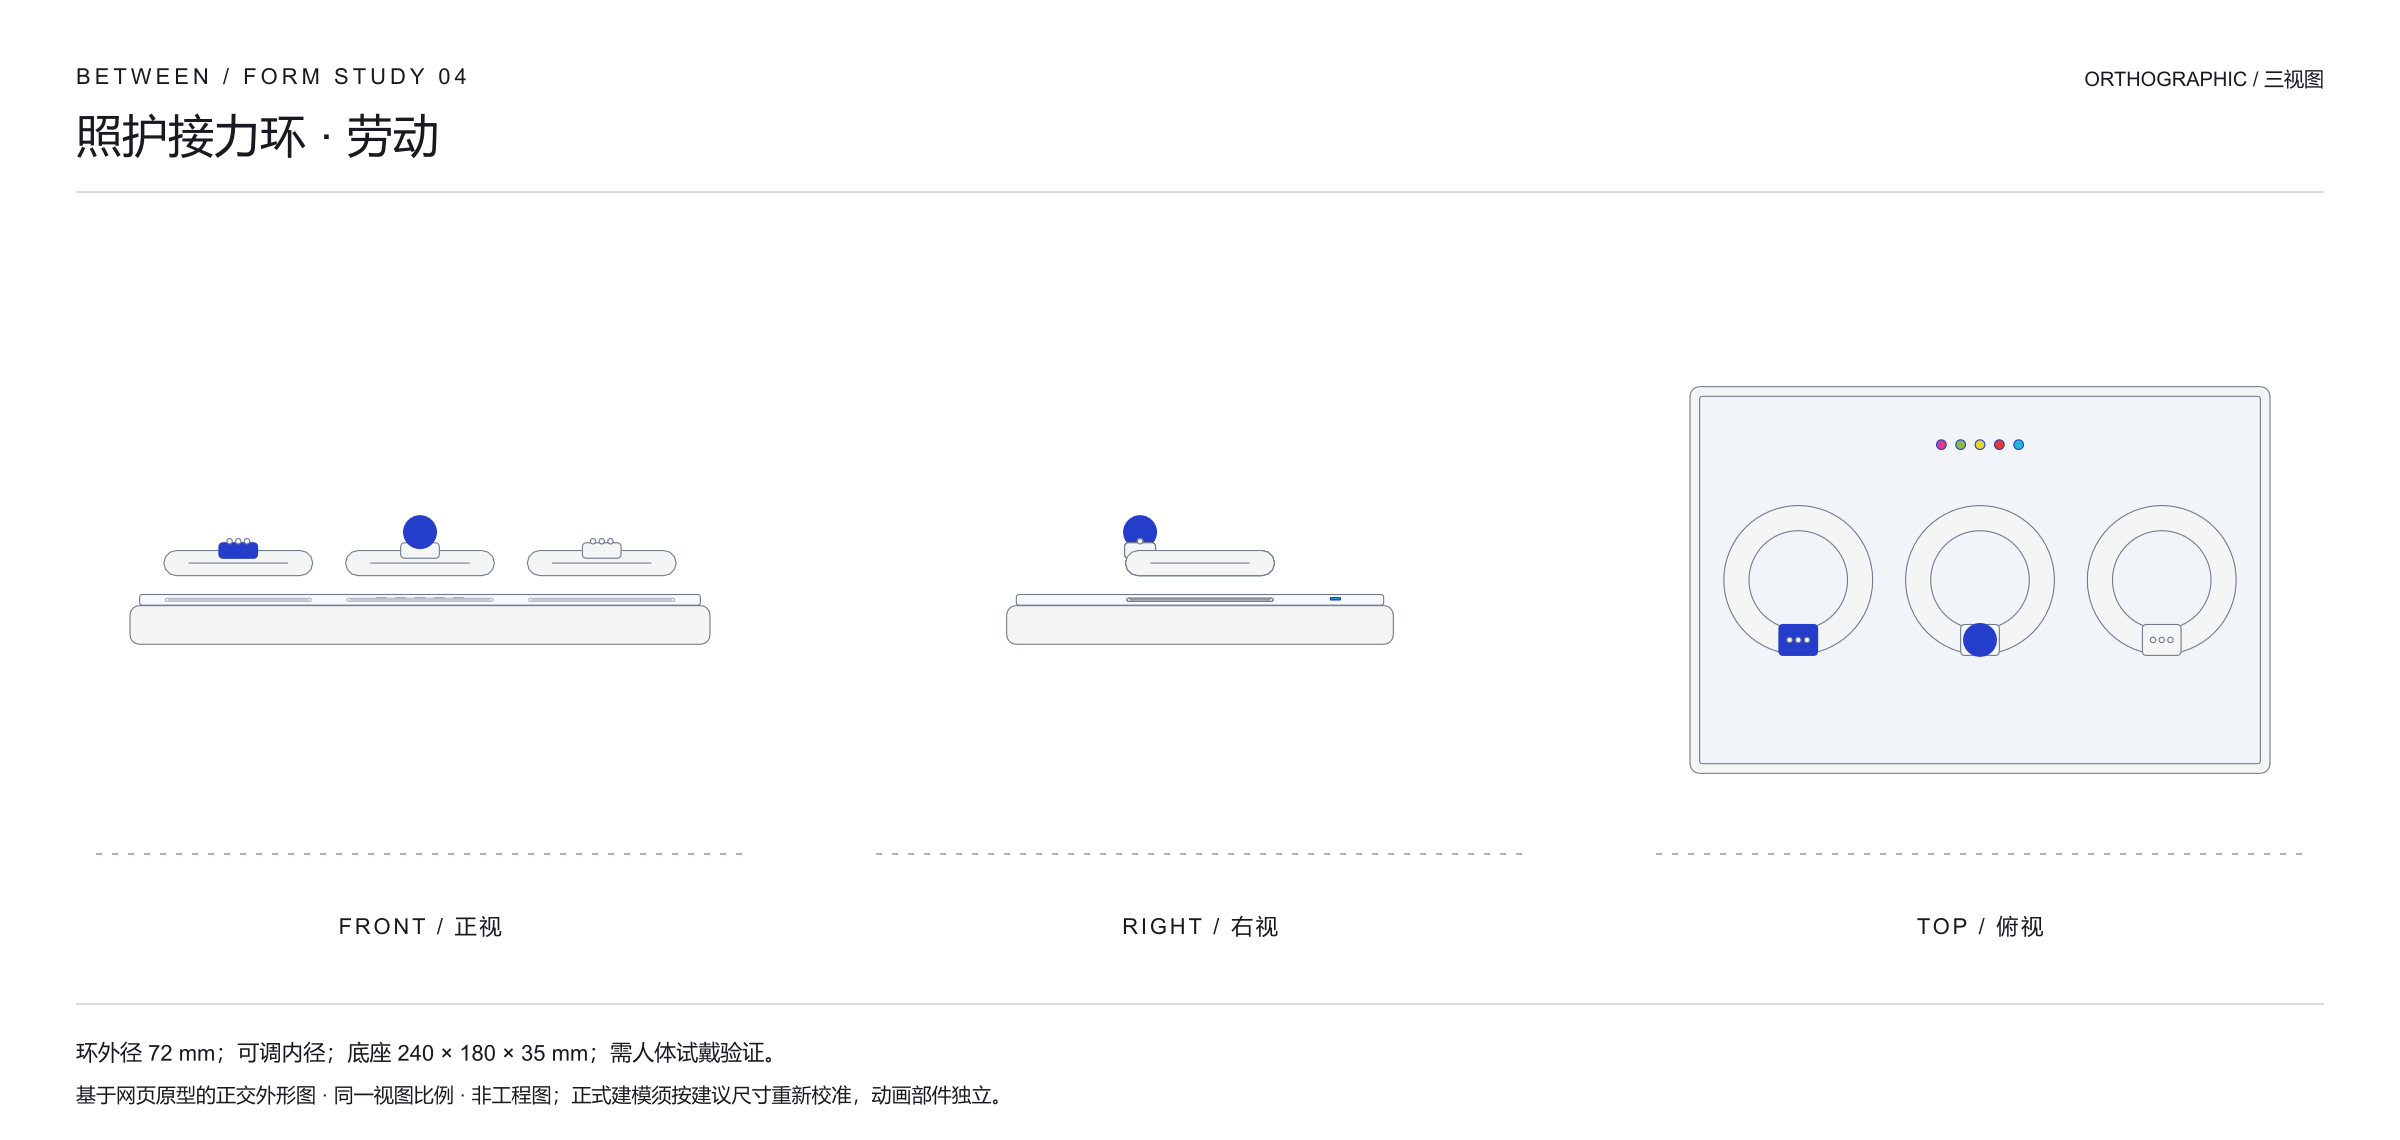 BETWEEN / FORM STUDY 04
ORTHOGRAPHIC / 三视图
照护接力环 · 劳动
FRONT / 正视
RIGHT / 右视
TOP / 俯视
环外径 72 mm；可调内径；底座 240 × 180 × 35 mm；需人体试戴验证。
基于网页原型的正交外形图 · 同一视图比例 · 非工程图；正式建模须按建议尺寸重新校准，动画部件独立。